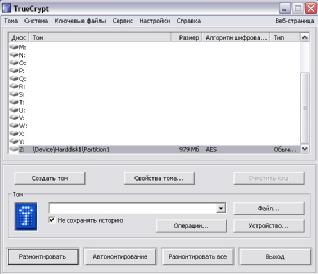 TrueCrypt
Тома Система Ключевые файлы Сервис Настройки Справка Веб-страница
Диск Том Размер Алгоритм шифрова... Тип
M:
N:
O:
P:
Q:
R:
S:
T:
U:
V:
W:
X:
Y:
Z: \Device\Harddisk1\Partition1 979 Мб AES Обыч...
Создать том Свойства тома... Очистить кэш
Том
Файл...
Не сохранять историю
Операции... Устройство...
Размонтировать Автомонтирование Размонтировать все Выход